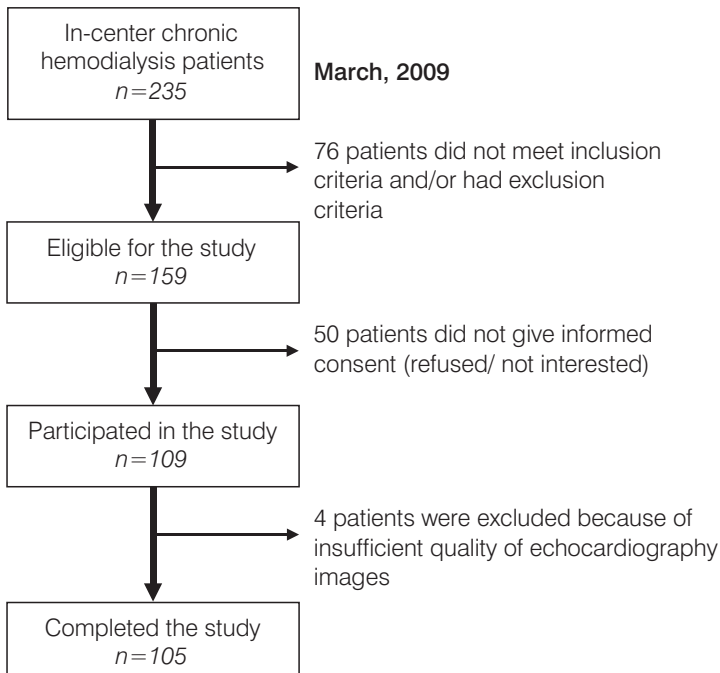 In-center chronic
hemodialysis patients
n=235
March, 2009
76 patients did not meet inclusion
criteria and/or had exclusion
criteria
Eligible for the study
n=159
50 patients did not give informed
consent (refused/ not interested)
Participated in the study
n=109
4 patients were excluded because of
insufficient quality of echocardiography
images
Completed the study
n=105